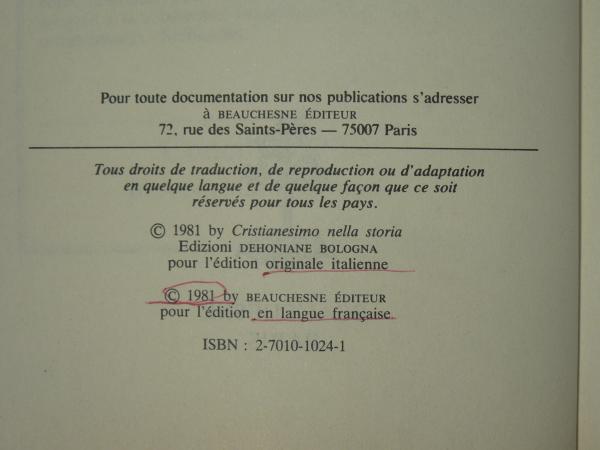 Pour toute documentation sur nos publications s'adresser
à BEAUCHESNE ÉDITEUR
72, rue des Saints-Pères — 75007 Paris
Tous droits de traduction, de reproduction ou d'adaptation
en quelque langue et de quelque façon que ce soit
réservés pour tous les pays.
© 1981 by Cristianesimo nella storia
Edizioni DEHONIANE BOLOGNA
pour l'édition originale italienne
© 1981 by BEAUCHESNE ÉDITEUR
pour l'édition en langue française.
ISBN : 2-7010-1024-1